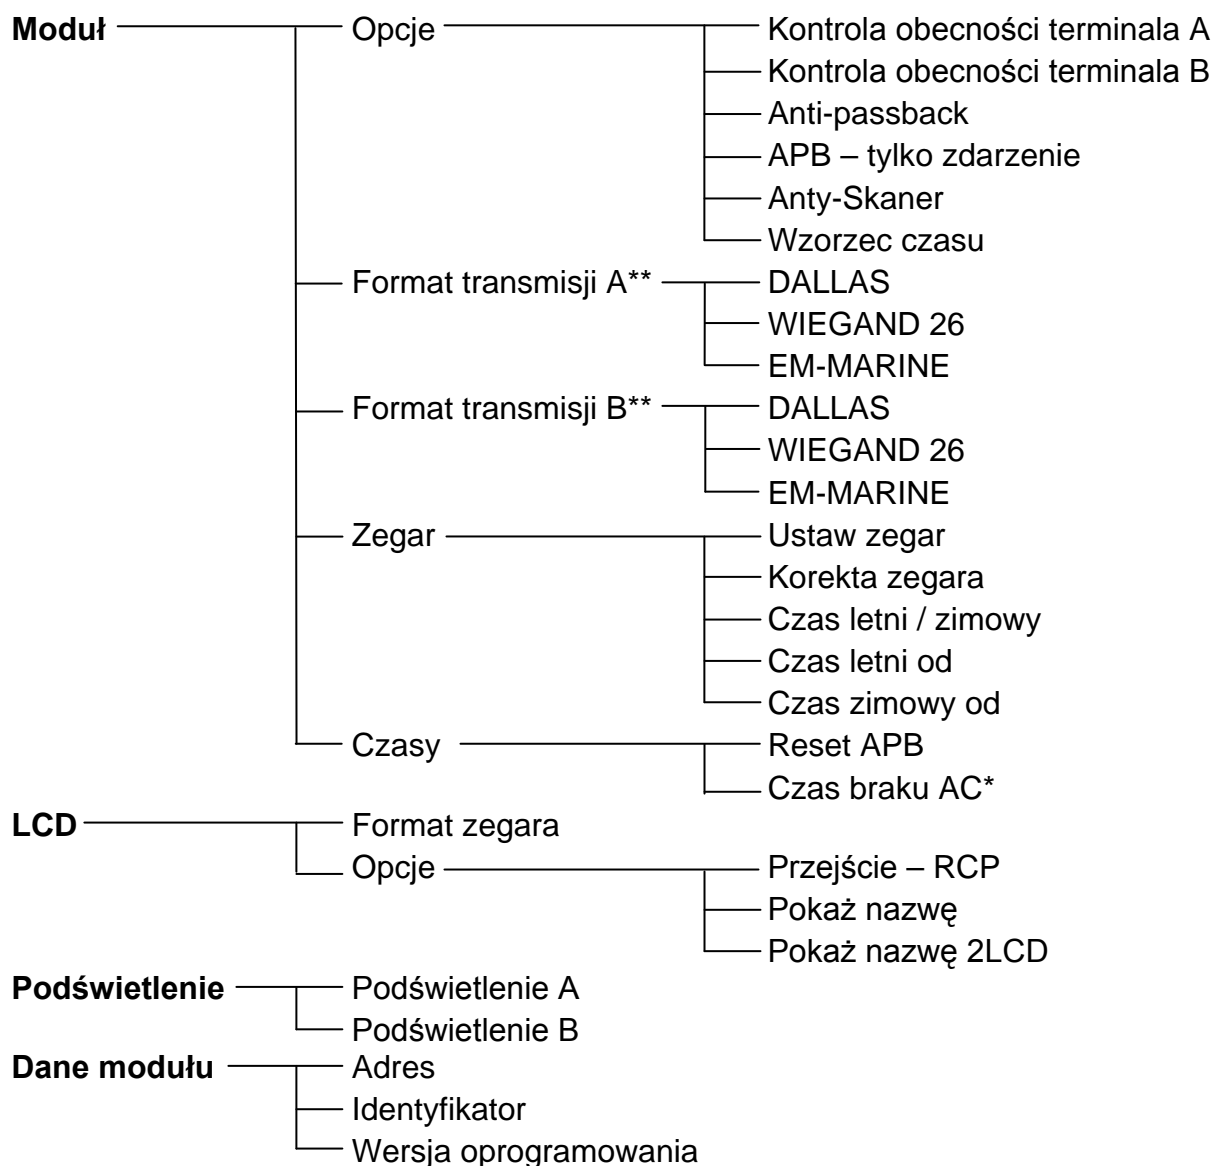 Moduł Opcje Kontrola obecności terminala A
Kontrola obecności terminala B
Anti-passback
APB – tylko zdarzenie
Anty-Skaner
Wzorzec czasu
Format transmisji A** DALLAS
WIEGAND 26
EM-MARINE
Format transmisji B** DALLAS
WIEGAND 26
EM-MARINE
Zegar Ustaw zegar
Korekta zegara
Czas letni / zimowy
Czas letni od
Czas zimowy od
Czasy Reset APB
Czas braku AC*
LCD Format zegara
Opcje Przejście – RCP
Pokaż nazwę
Pokaż nazwę 2LCD
Podświetlenie Podświetlenie A
Podświetlenie B
Dane modułu Adres
Identyfikator
Wersja oprogramowania